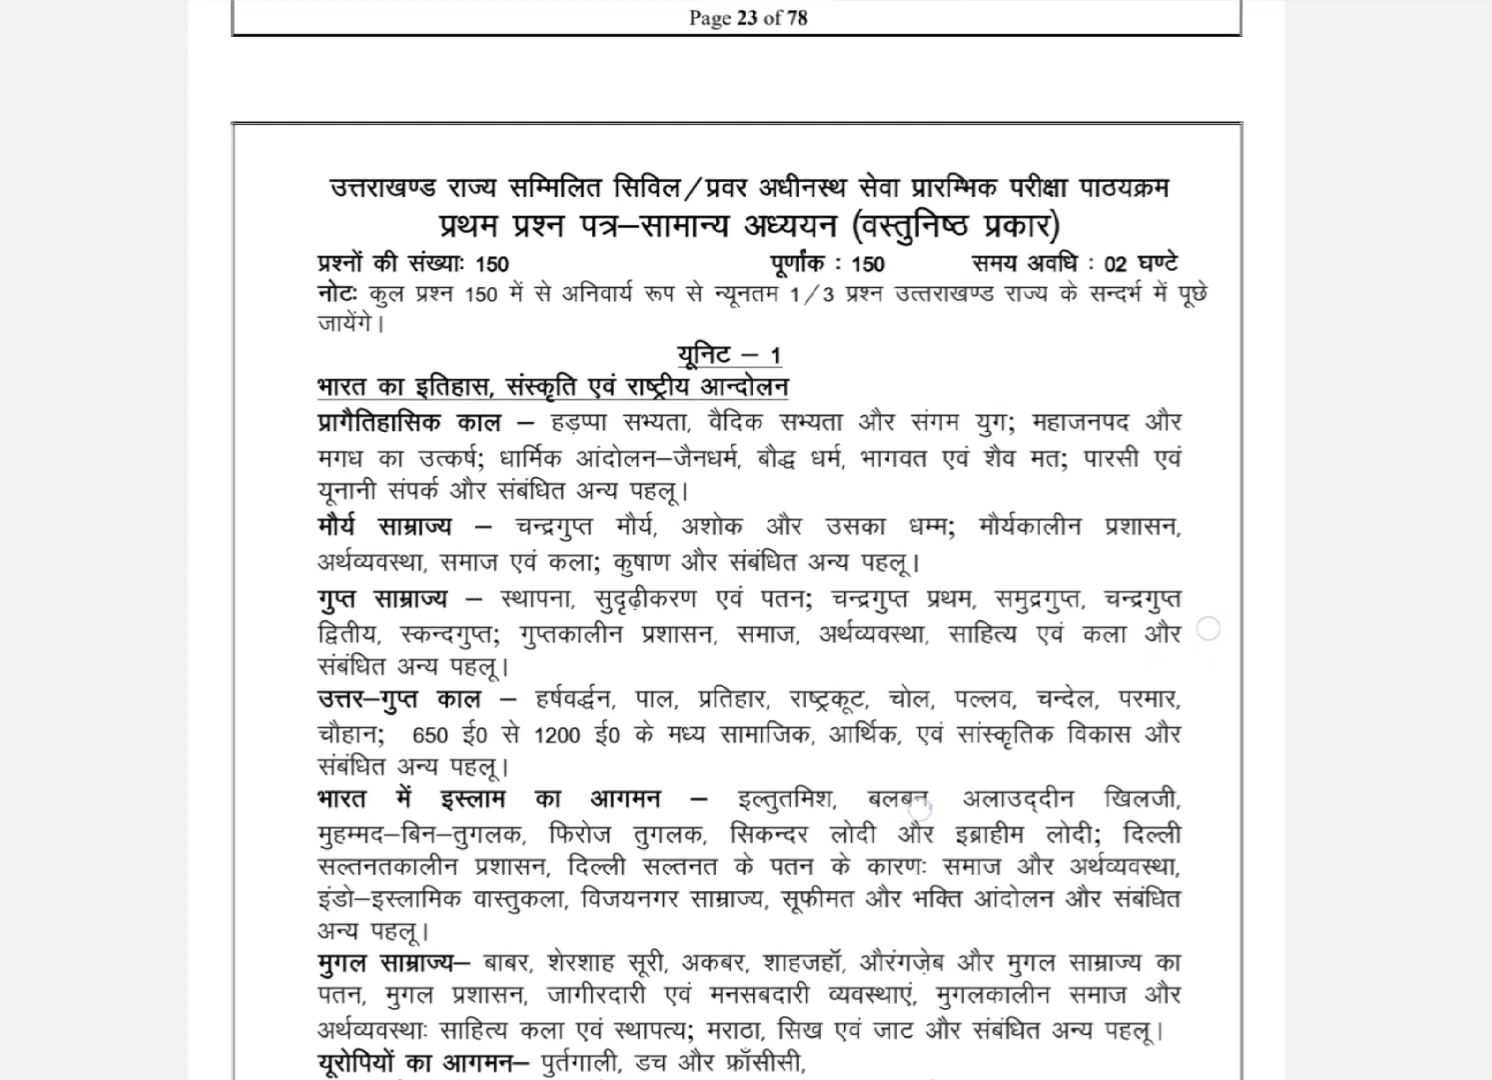 Page 23 of 78
उत्तराखण्ड राज्य सम्मिलित सिविल/प्रवर अधीनस्थ सेवा प्रारम्भिक परीक्षा पाठयक्रम
प्रथम प्रश्न पत्र–सामान्य अध्ययन (वस्तुनिष्ठ प्रकार)
प्रश्नों की संख्याः 150 पूर्णांक : 150 समय अवधि : 02 घण्टे
नोटः कुल प्रश्न 150 में से अनिवार्य रूप से न्यूनतम 1/3 प्रश्न उत्तराखण्ड राज्य के सन्दर्भ में पूछे
जायेंगे।
यूनिट – 1
भारत का इतिहास, संस्कृति एवं राष्ट्रीय आन्दोलन
प्रागैतिहासिक काल – हड़प्पा सभ्यता, वैदिक सभ्यता और संगम युग; महाजनपद और
मगध का उत्कर्ष; धार्मिक आंदोलन–जैनधर्म, बौद्ध धर्म, भागवत एवं शैव मत; पारसी एवं
यूनानी संपर्क और संबंधित अन्य पहलू।
मौर्य साम्राज्य – चन्द्रगुप्त मौर्य, अशोक और उसका धम्म; मौर्यकालीन प्रशासन,
अर्थव्यवस्था, समाज एवं कला; कुषाण और संबंधित अन्य पहलू।
गुप्त साम्राज्य – स्थापना, सुदृढ़ीकरण एवं पतन; चन्द्रगुप्त प्रथम, समुद्रगुप्त, चन्द्रगुप्त
द्वितीय, स्कन्दगुप्त; गुप्तकालीन प्रशासन, समाज, अर्थव्यवस्था, साहित्य एवं कला और
संबंधित अन्य पहलू।
उत्तर–गुप्त काल – हर्षवर्द्धन, पाल, प्रतिहार, राष्ट्रकूट, चोल, पल्लव, चन्देल, परमार,
चौहान; 650 ई0 से 1200 ई0 के मध्य सामाजिक, आर्थिक, एवं सांस्कृतिक विकास और
संबंधित अन्य पहलू।
भारत में इस्लाम का आगमन – इल्तुतमिश, बलबन, अलाउद्दीन खिलजी,
मुहम्मद–बिन–तुगलक, फिरोज तुगलक, सिकन्दर लोदी और इब्राहीम लोदी; दिल्ली
सल्तनतकालीन प्रशासन, दिल्ली सल्तनत के पतन के कारणः समाज और अर्थव्यवस्था,
इंडो–इस्लामिक वास्तुकला, विजयनगर साम्राज्य, सूफीमत और भक्ति आंदोलन और संबंधित
अन्य पहलू।
मुगल साम्राज्य– बाबर, शेरशाह सूरी, अकबर, शाहजहॉ, औरंगज़ेब और मुगल साम्राज्य का
पतन, मुगल प्रशासन, जागीरदारी एवं मनसबदारी व्यवस्थाएं, मुगलकालीन समाज और
अर्थव्यवस्थाः साहित्य कला एवं स्थापत्य; मराठा, सिख एवं जाट और संबंधित अन्य पहलू।
यूरोपियों का आगमन– पुर्तगाली, डच और फ्रॉंसीसी,